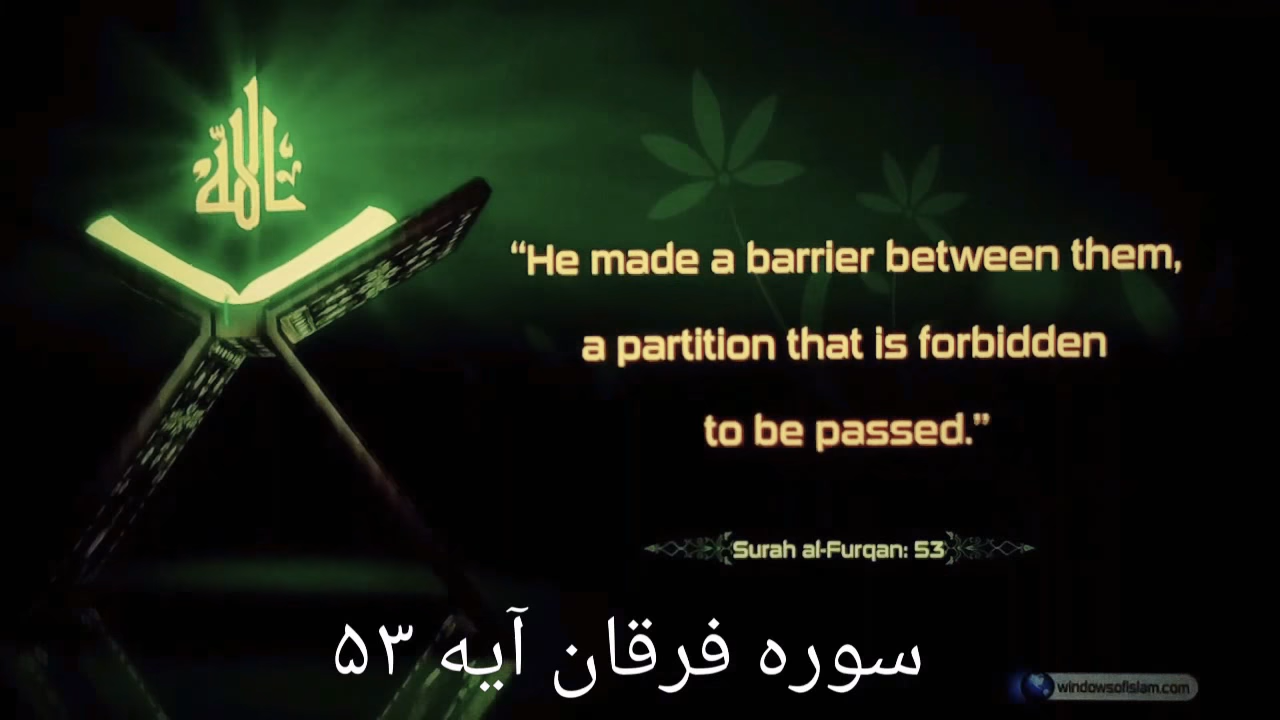 الله
“He made a barrier between them,
a partition that is forbidden
to be passed.”
Surah al-Furqan: 53
سوره فرقان آیه ۵۳
windowsofislam.com